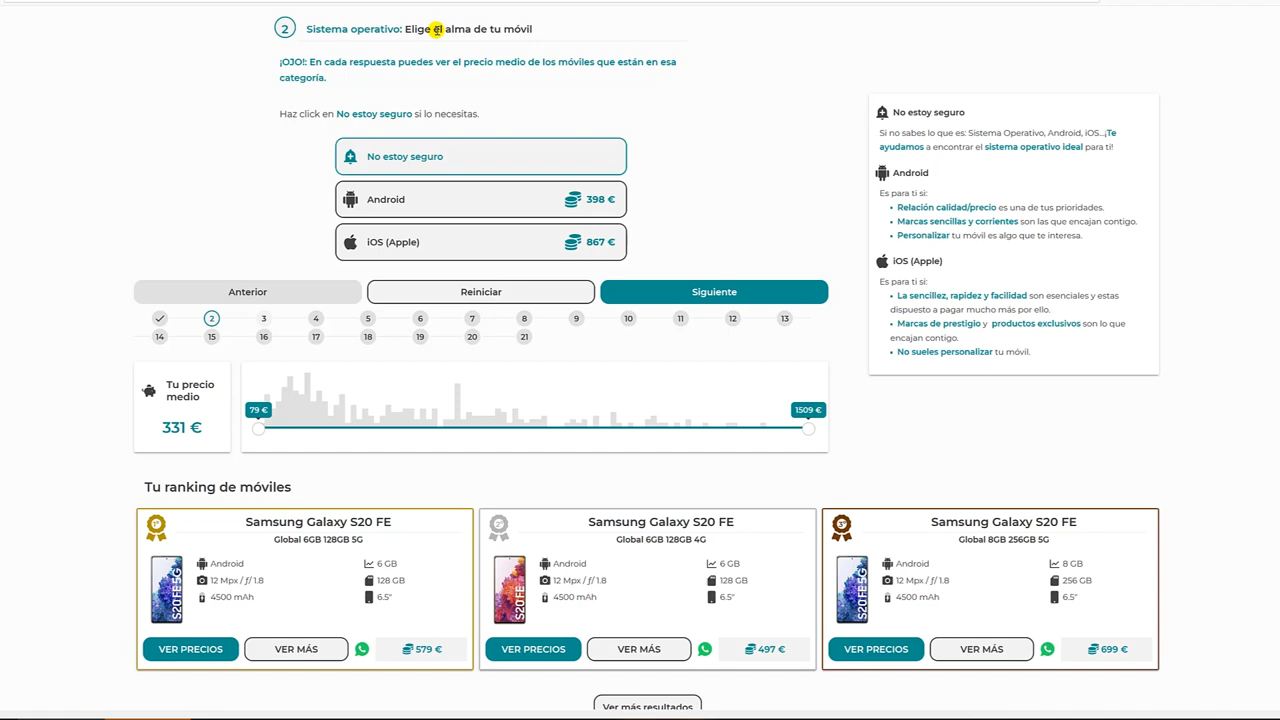 2 Sistema operativo: Elige el alma de tu móvil
¡OJO!: En cada respuesta puedes ver el precio medio de los móviles que están en esa
categoría.
Haz click en No estoy seguro si lo necesitas.
No estoy seguro
Android 398 €
iOS (Apple) 867 €
Anterior Reiniciar Siguiente
2 3 4 5 6 7 8 9 10 11 12 13
14 15 16 17 18 19 20 21
No estoy seguro
Si no sabes lo que es: Sistema Operativo, Android, iOS...¡Te
ayudamos a encontrar el sistema operativo ideal para ti!
Android
Es para ti si:
• Relación calidad/precio es una de tus prioridades.
• Marcas sencillas y corrientes son las que encajan contigo.
• Personalizar tu móvil es algo que te interesa.
iOS (Apple)
Es para ti si:
• La sencillez, rapidez y facilidad son esenciales y estas
dispuesto a pagar mucho más por ello.
• Marcas de prestigio y productos exclusivos son lo que
encajan contigo.
• No sueles personalizar tu móvil.
Tu precio
medio
331 €
79 € 1509 €
Tu ranking de móviles
1º Samsung Galaxy S20 FE
Global 6GB 128GB 5G
Android 6 GB
12 Mpx / ƒ/ 1.8 128 GB
4500 mAh 6.5"
S20 FE 5G
VER PRECIOS VER MÁS 579 €
2º Samsung Galaxy S20 FE
Global 6GB 128GB 4G
Android 6 GB
12 Mpx / ƒ/ 1.8 128 GB
4500 mAh 6.5"
S20 FE
VER PRECIOS VER MÁS 497 €
3º Samsung Galaxy S20 FE
Global 8GB 256GB 5G
Android 8 GB
12 Mpx / ƒ/ 1.8 256 GB
4500 mAh 6.5"
S20 FE 5G
VER PRECIOS VER MÁS 699 €
Ver más resultados